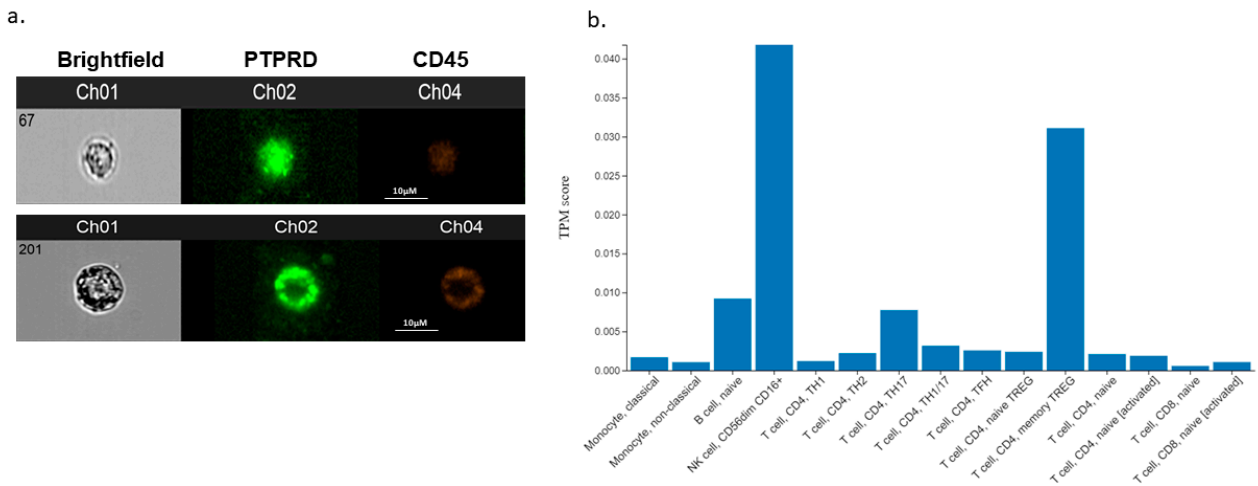 a.
Brightfield PTPRD CD45
Ch01 Ch02 Ch04
67
10µM
Ch01 Ch02 Ch04
201
10µM
b.
TPM score
0.040
0.035
0.030
0.025
0.020
0.015
0.010
0.005
0.000
Monocyte, classical
Monocyte, non-classical
B cell, naive
NK cell, CD56dim CD16+
T cell, CD4, TH1
T cell, CD4, TH2
T cell, CD4, TH17
T cell, CD4, TH1/17
T cell, CD4, TFH
T cell, CD4, naive TREG
T cell, CD4, memory TREG
T cell, CD4, naive
T cell, CD4, naive [activated]
T cell, CD8, naive
T cell, CD8, naive [activated]